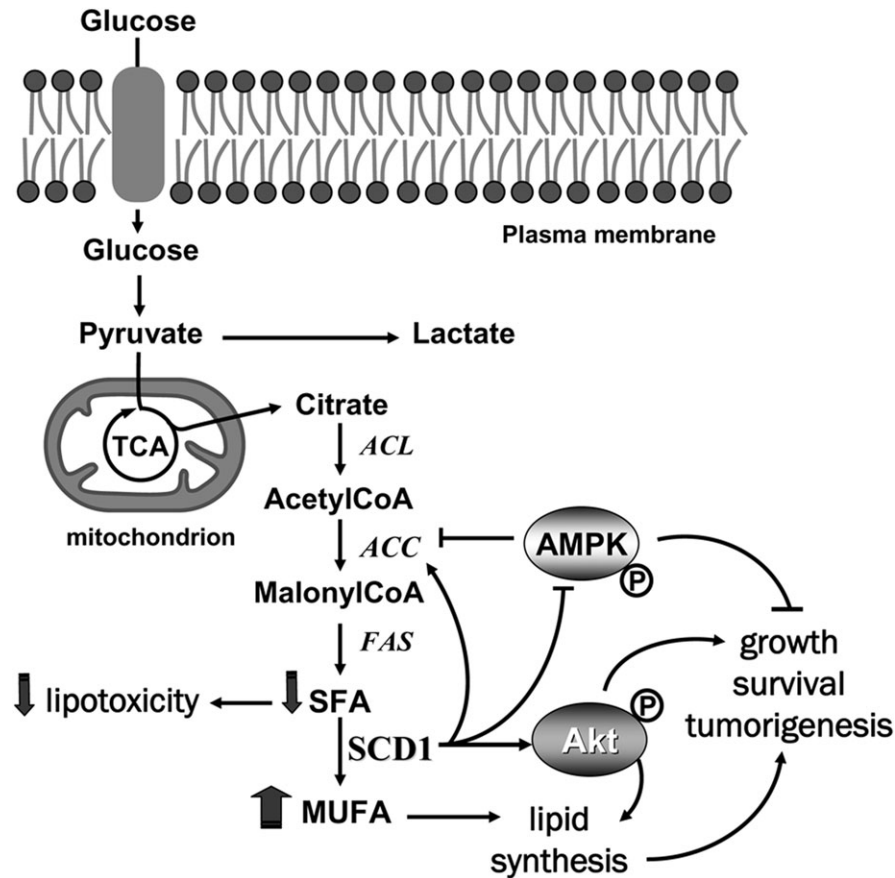 Glucose
Plasma membrane
Glucose
Pyruvate
Lactate
TCA
mitochondrion
Citrate
ACL
AcetylCoA
ACC
AMPK
P
MalonylCoA
FAS
growth
survival
tumorigenesis
lipotoxicity
SFA
P
SCD1
Akt
MUFA
lipid
synthesis